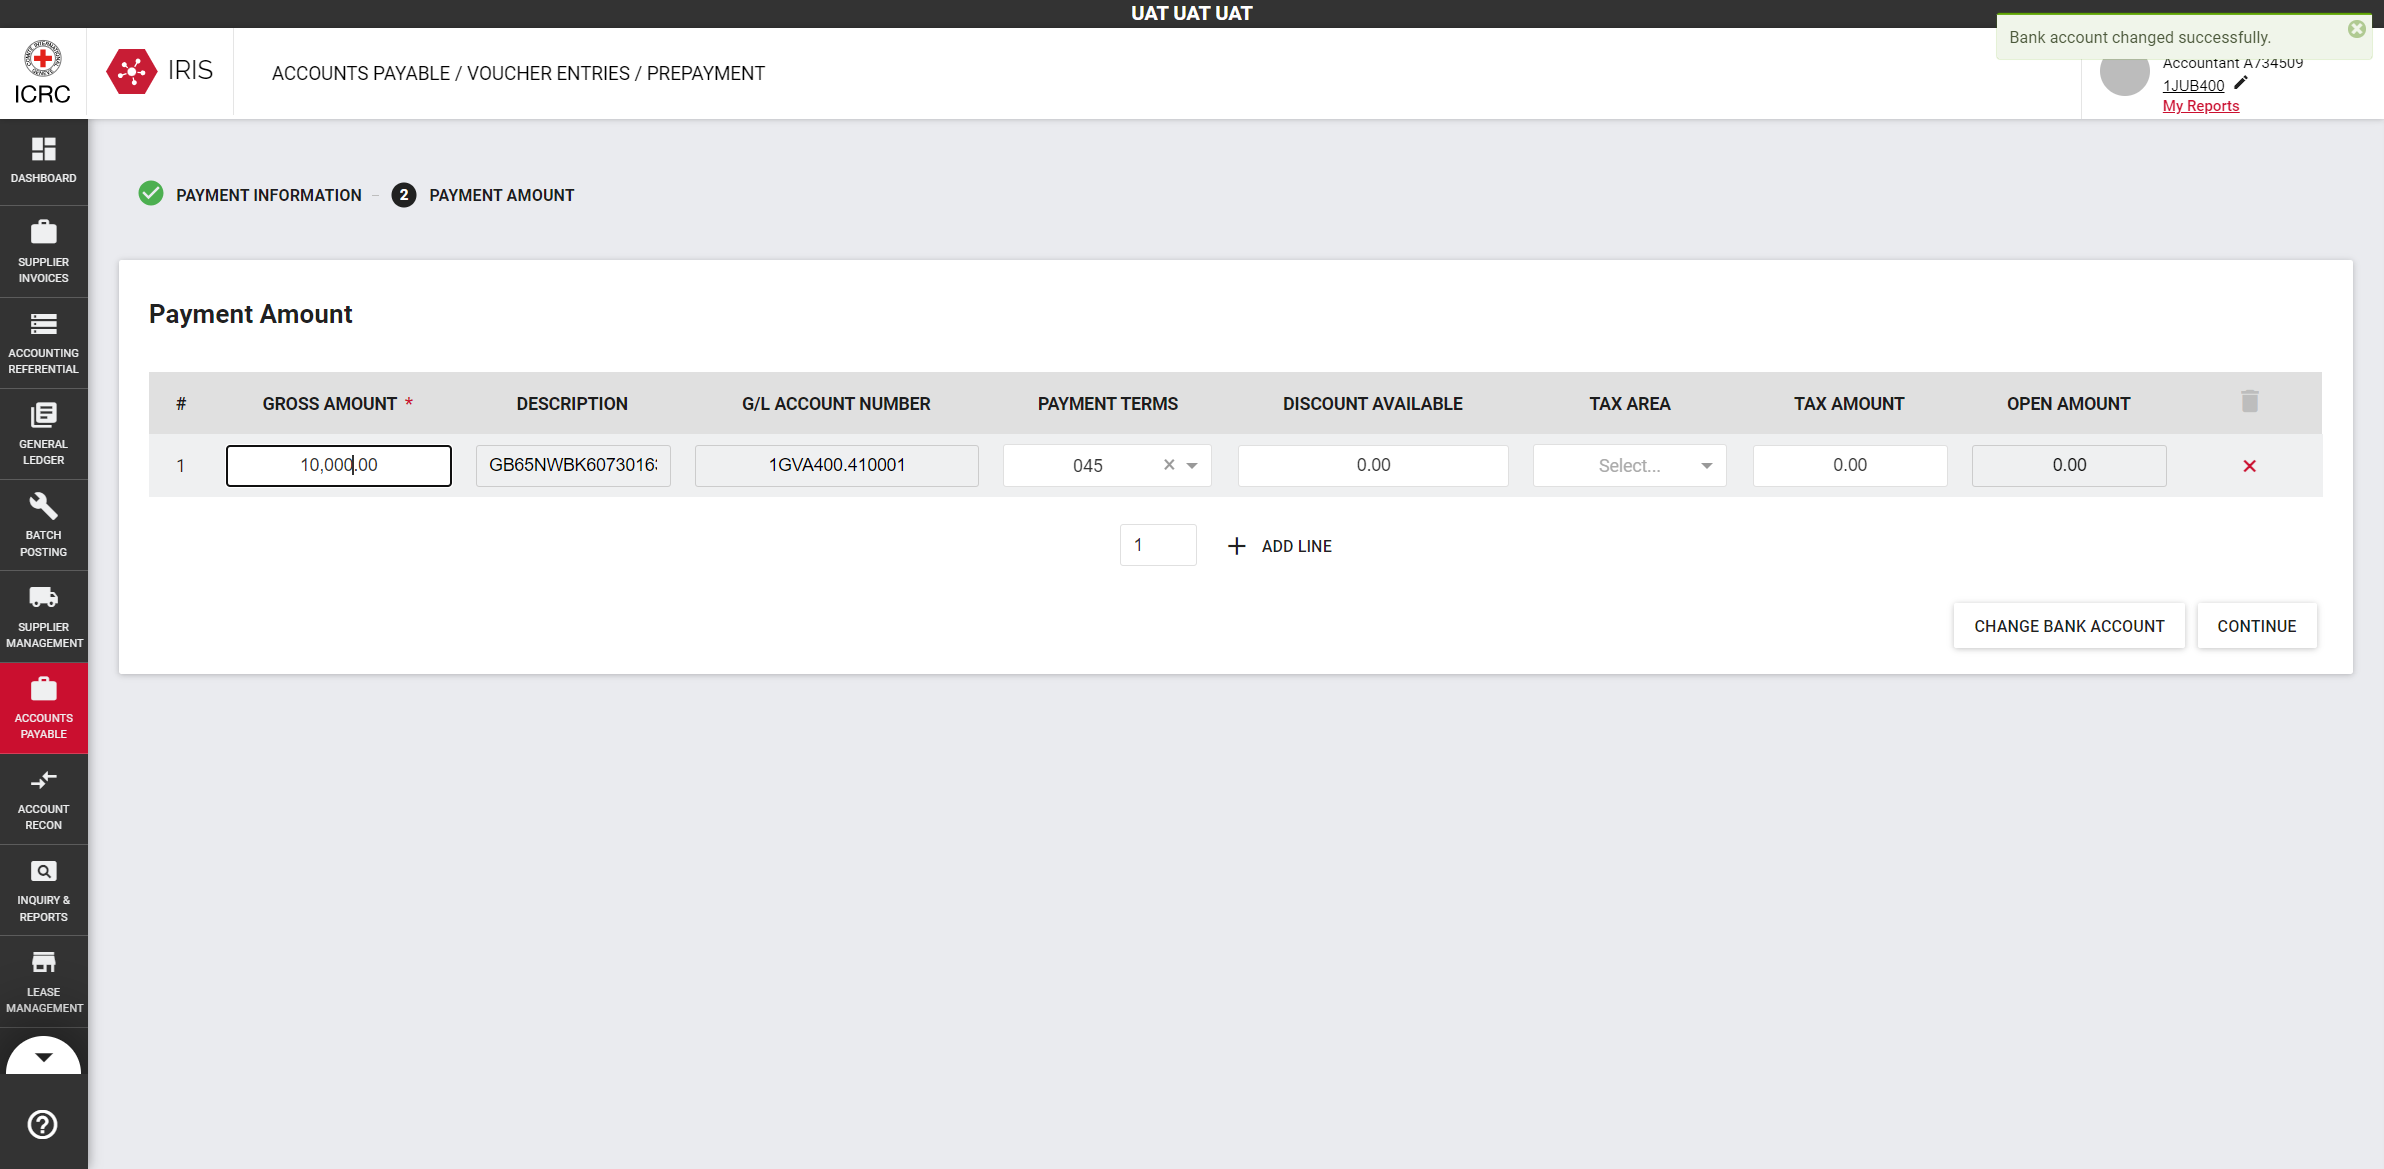 UAT UAT UAT
Bank account changed successfully.
ICRC
IRIS
ACCOUNTS PAYABLE / VOUCHER ENTRIES / PREPAYMENT
Accountant A734509
1JUB400
My Reports
DASHBOARD
SUPPLIER
INVOICES
ACCOUNTING
REFERENTIAL
GENERAL
LEDGER
BATCH
POSTING
SUPPLIER
MANAGEMENT
ACCOUNTS
PAYABLE
ACCOUNT
RECON
INQUIRY &
REPORTS
LEASE
MANAGEMENT
PAYMENT INFORMATION – 2 PAYMENT AMOUNT
Payment Amount
# GROSS AMOUNT * DESCRIPTION G/L ACCOUNT NUMBER PAYMENT TERMS DISCOUNT AVAILABLE TAX AREA TAX AMOUNT OPEN AMOUNT
1 10,000.00 GB65NWBK6073016 1GVA400.410001 045 0.00 Select... 0.00 0.00
1 + ADD LINE
CHANGE BANK ACCOUNT CONTINUE